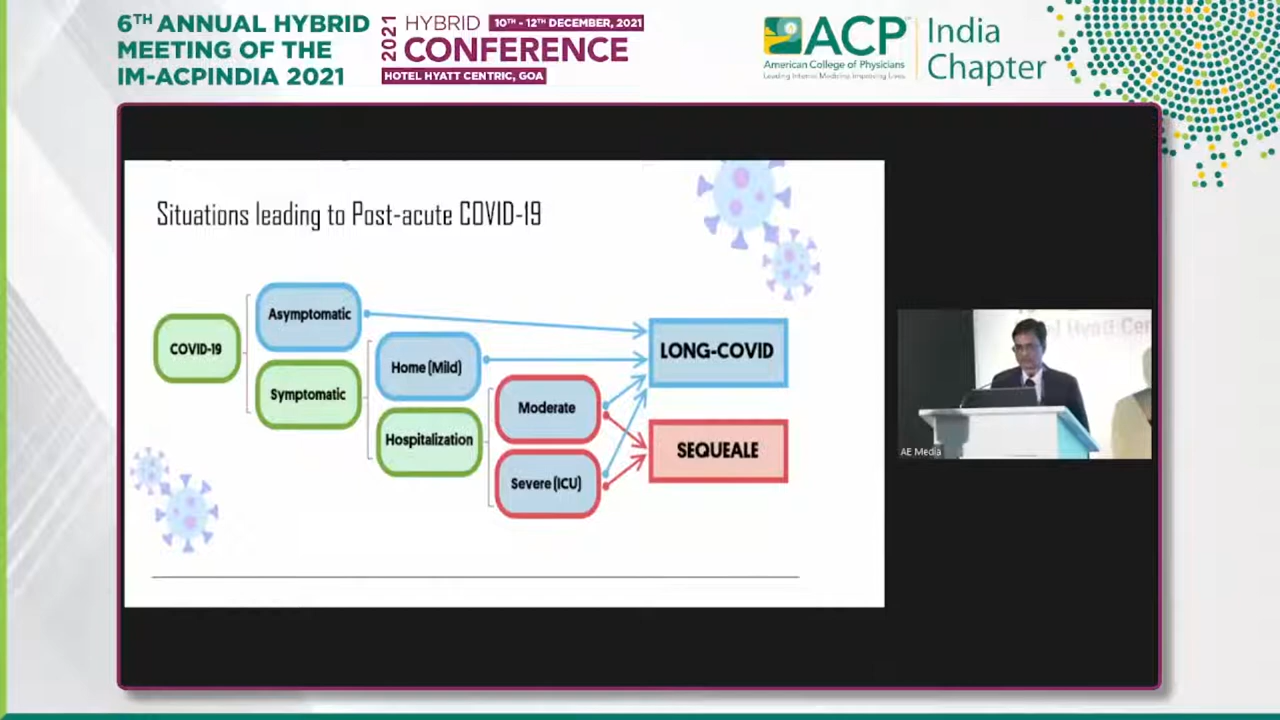 6TH ANNUAL HYBRID
MEETING OF THE
IM-ACPINDIA 2021
2021
HYBRID 10TH - 12TH DECEMBER, 2021
CONFERENCE
HOTEL HYATT CENTRIC, GOA
ACP
American College of Physicians
Leading Internal Medicine, Improving Lives
India
Chapter
Situations leading to Post-acute COVID-19
COVID-19
Asymptomatic
Symptomatic
Home (Mild)
Hospitalization
Moderate
Severe (ICU)
LONG-COVID
SEQUEALE
Hyatt
AE Media